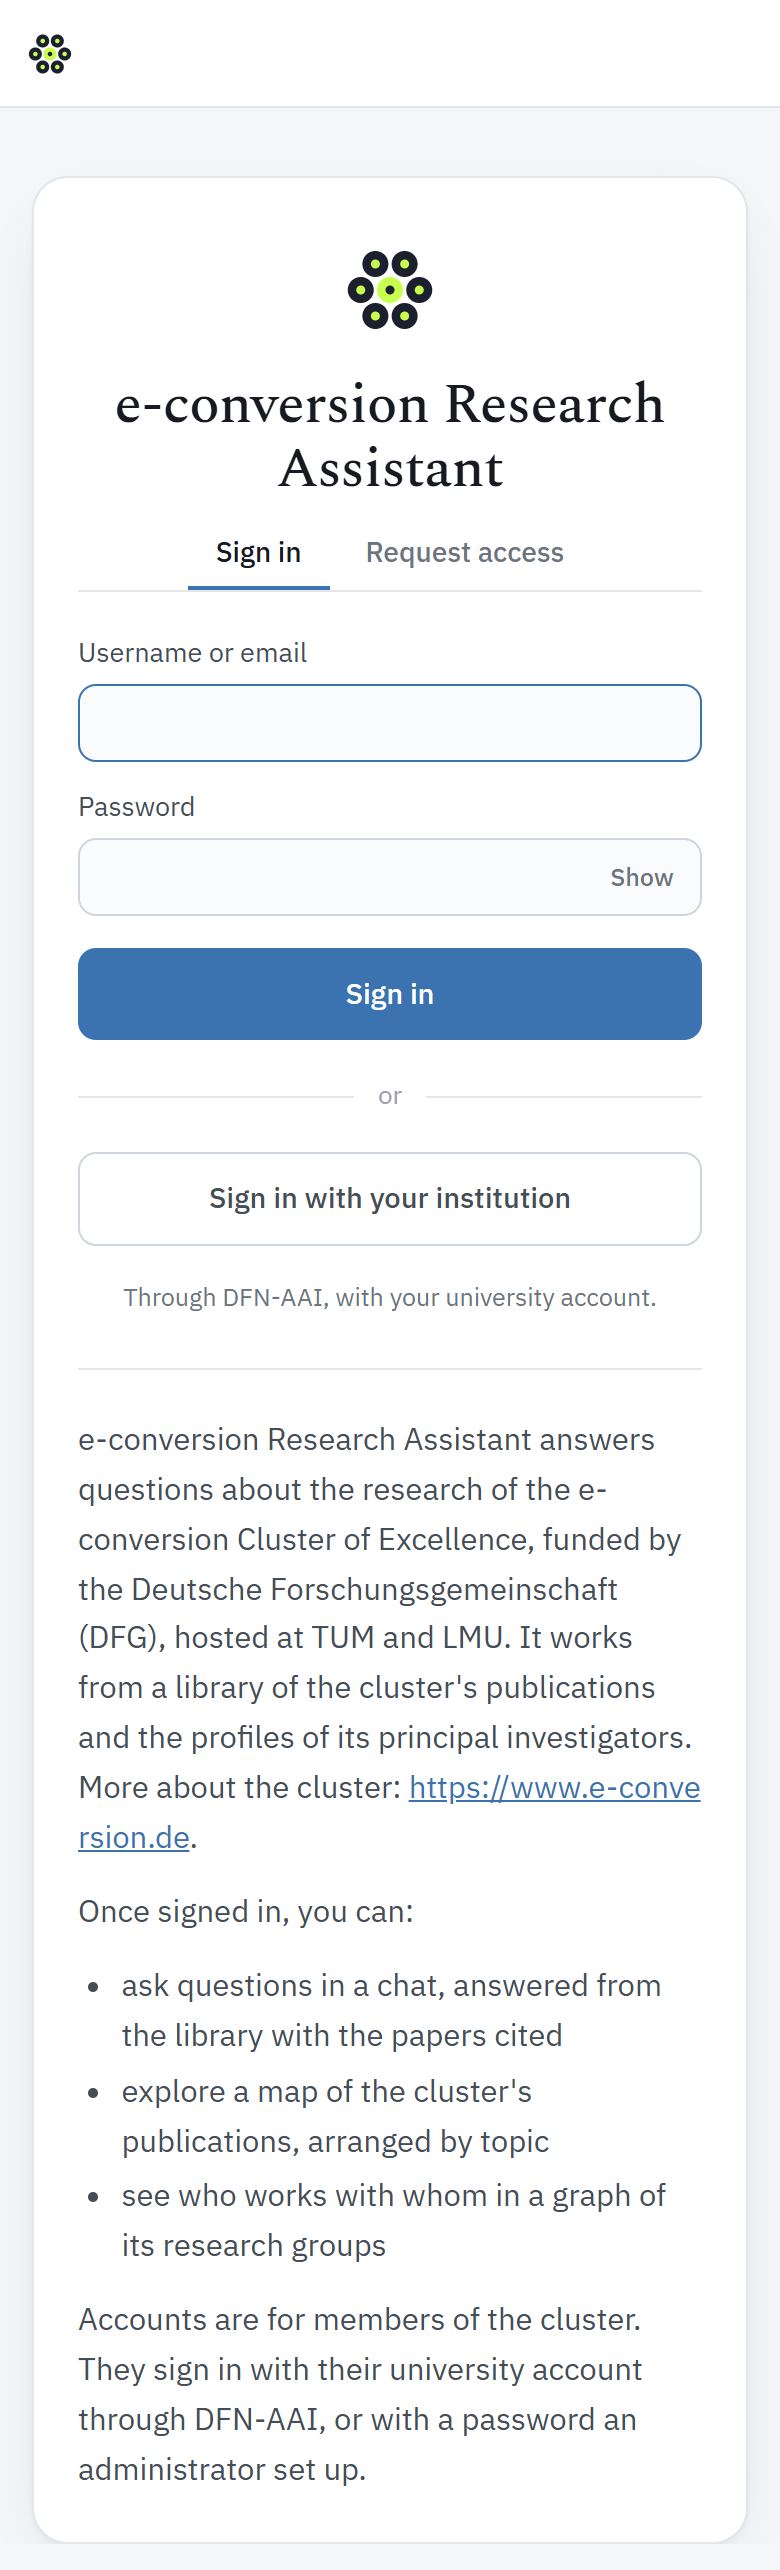 e-conversion Research
Assistant
Sign in
Request access
Username or email
Password
Show
Sign in
or
Sign in with your institution
Through DFN-AAI, with your university account.
e-conversion Research Assistant answers
questions about the research of the e-
conversion Cluster of Excellence, funded by
the Deutsche Forschungsgemeinschaft
(DFG), hosted at TUM and LMU. It works
from a library of the cluster's publications
and the profiles of its principal investigators.
More about the cluster: https://www.e-conve
rsion.de.
Once signed in, you can:
• ask questions in a chat, answered from
the library with the papers cited
• explore a map of the cluster's
publications, arranged by topic
• see who works with whom in a graph of
its research groups
Accounts are for members of the cluster.
They sign in with their university account
through DFN-AAI, or with a password an
administrator set up.